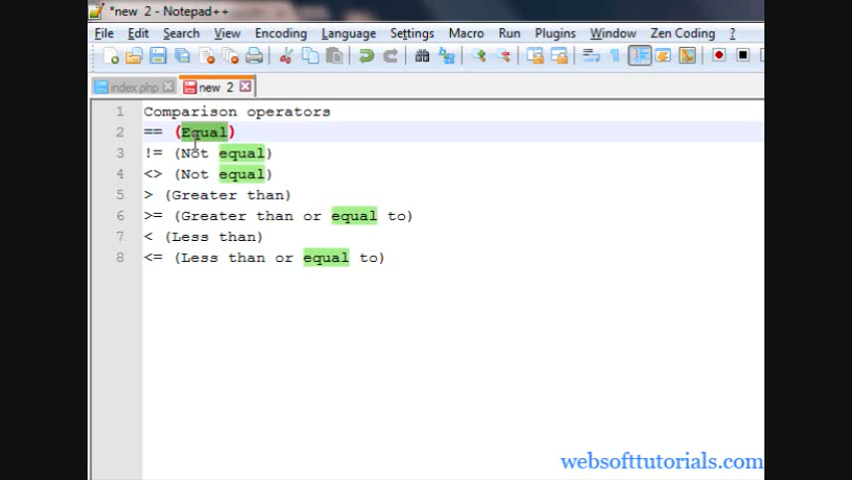 *new 2 - Notepad++
File Edit Search View Encoding Language Settings Macro Run Plugins Window Zen Coding ?
index.php new 2
1 Comparison operators
2 == (Equal)
3 != (Not equal)
4 <> (Not equal)
5 > (Greater than)
6 >= (Greater than or equal to)
7 < (Less than)
8 <= (Less than or equal to)
websofttutorials.com